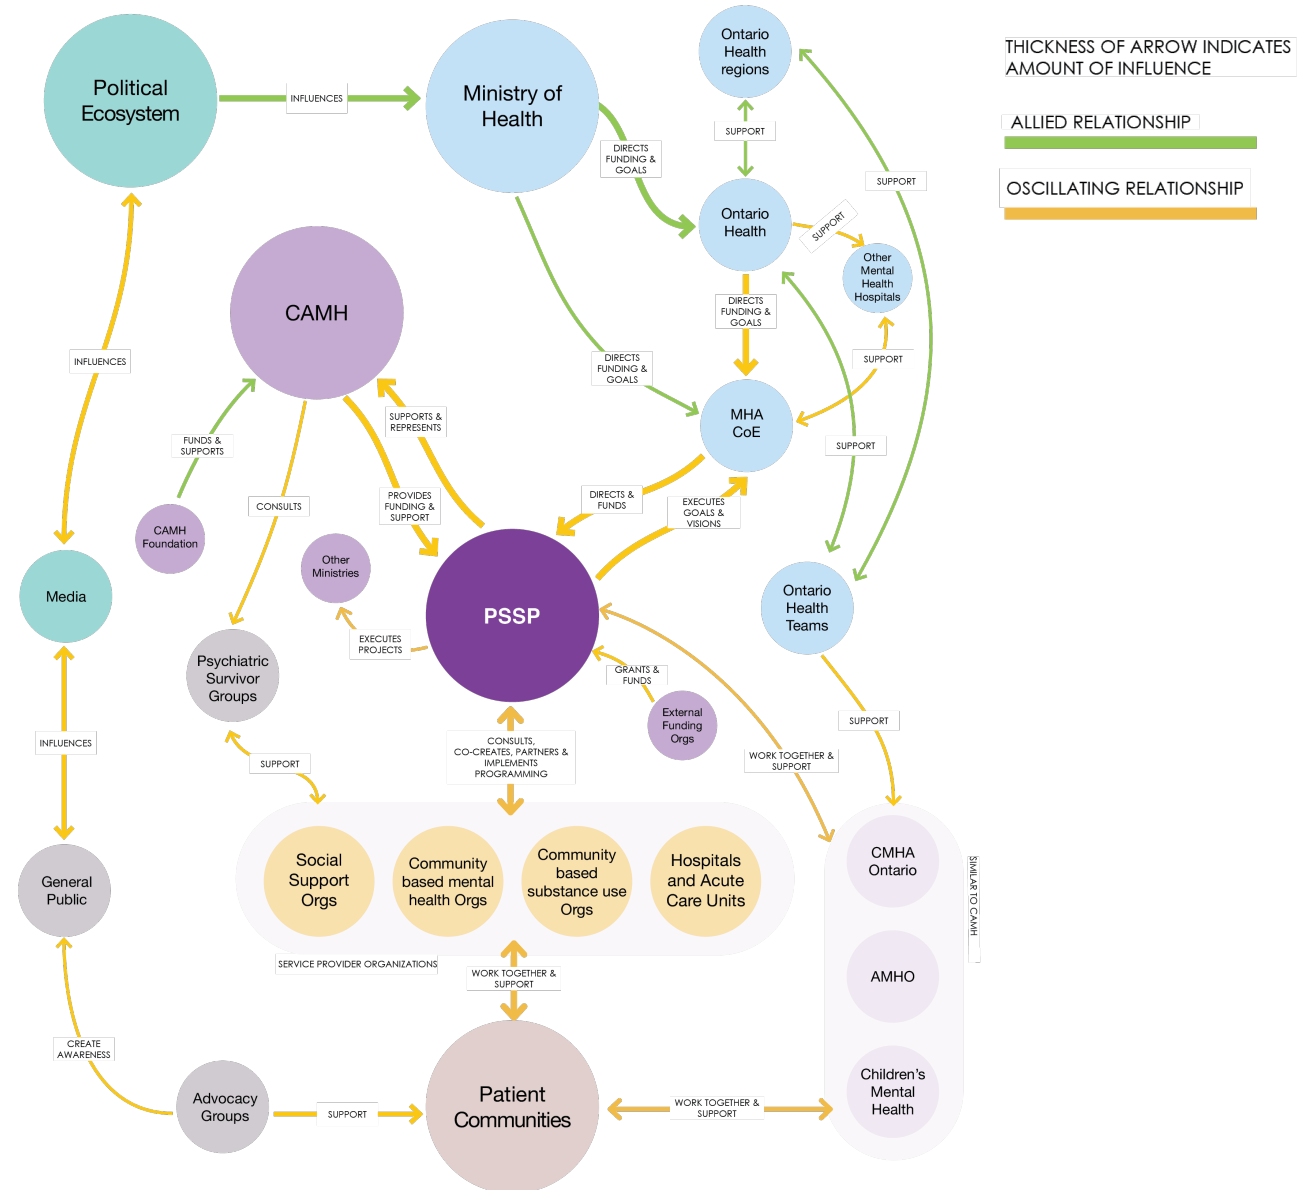 Political
Ecosystem
INFLUENCES
Ministry of
Health
Ontario
Health
regions
THICKNESS OF ARROW INDICATES
AMOUNT OF INFLUENCE
ALLIED RELATIONSHIP
OSCILLATING RELATIONSHIP
SUPPORT
DIRECTS
FUNDING &
GOALS
SUPPORT
Ontario
Health
SUPPORT
Other
Mental
Health
Hospitals
CAMH
DIRECTS
FUNDING &
GOALS
INFLUENCES
DIRECTS
FUNDING &
GOALS
SUPPORT
SUPPORTS &
REPRESENTS
MHA
CoE
FUNDS &
SUPPORTS
SUPPORT
CONSULTS
PROVIDES
FUNDING &
SUPPORT
DIRECTS &
FUNDS
EXECUTES
GOALS &
VISIONS
CAMH
Foundation
Other
Ministries
Media
PSSP
Ontario
Health
Teams
EXECUTES
PROJECTS
Psychiatric
Survivor
Groups
GRANTS &
FUNDS
External
Funding
Orgs
SUPPORT
INFLUENCES
SUPPORT
CONSULTS,
CO-CREATES, PARTNERS &
IMPLEMENTS
PROGRAMMING
WORK TOGETHER &
SUPPORT
General
Public
Social
Support
Orgs
Community
based mental
health Orgs
Community
based
substance use
Orgs
Hospitals
and Acute
Care Units
CMHA
Ontario
SIMILAR TO CAMH
SERVICE PROVIDER ORGANIZATIONS
WORK TOGETHER &
SUPPORT
AMHO
CREATE
AWARENESS
Advocacy
Groups
SUPPORT
Patient
Communities
WORK TOGETHER &
SUPPORT
Children's
Mental
Health